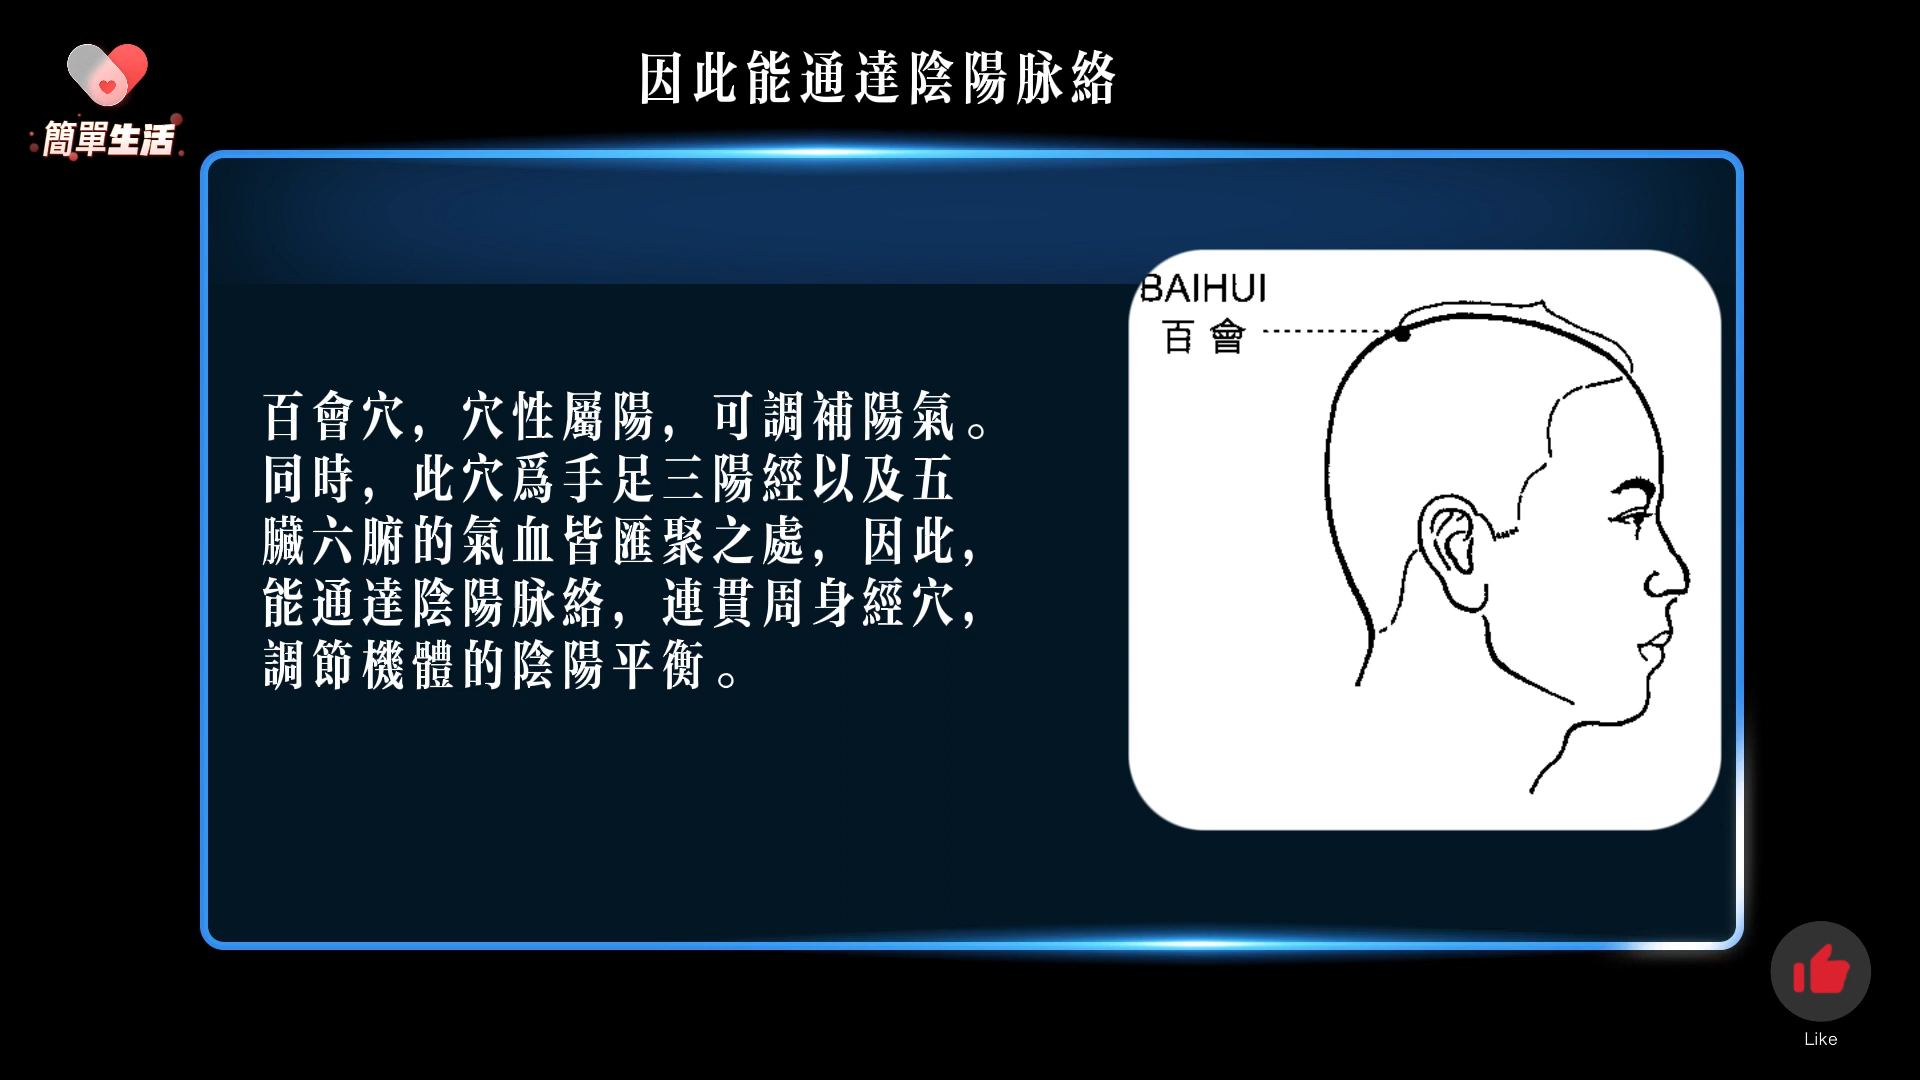 簡單生活
因此能通達陰陽脉絡
百會穴，穴性屬陽，可調補陽氣。
同時，此穴爲手足三陽經以及五
臟六腑的氣血皆匯聚之處，因此，
能通達陰陽脉絡，連貫周身經穴，
調節機體的陰陽平衡。
BAIHUI
百會
Like